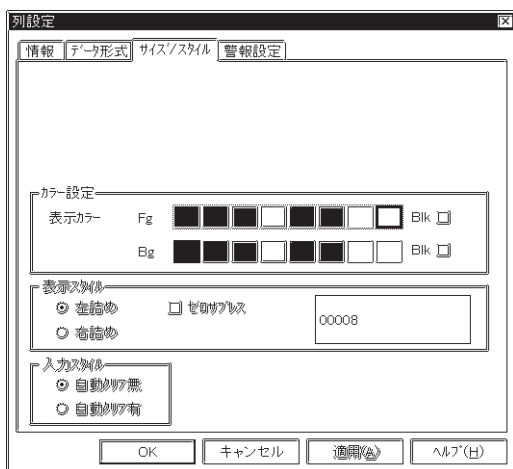 列設定
情報 データ形式 サイズ/スタイル 警報設定
カラー設定
表示カラー Fg Blk
Bg Blk
表示スタイル
左詰め ゼロサプレス
右詰め
00008
入力スタイル
自動クリア無
自動クリア有
OK キャンセル 適用(A) ヘルプ(H)